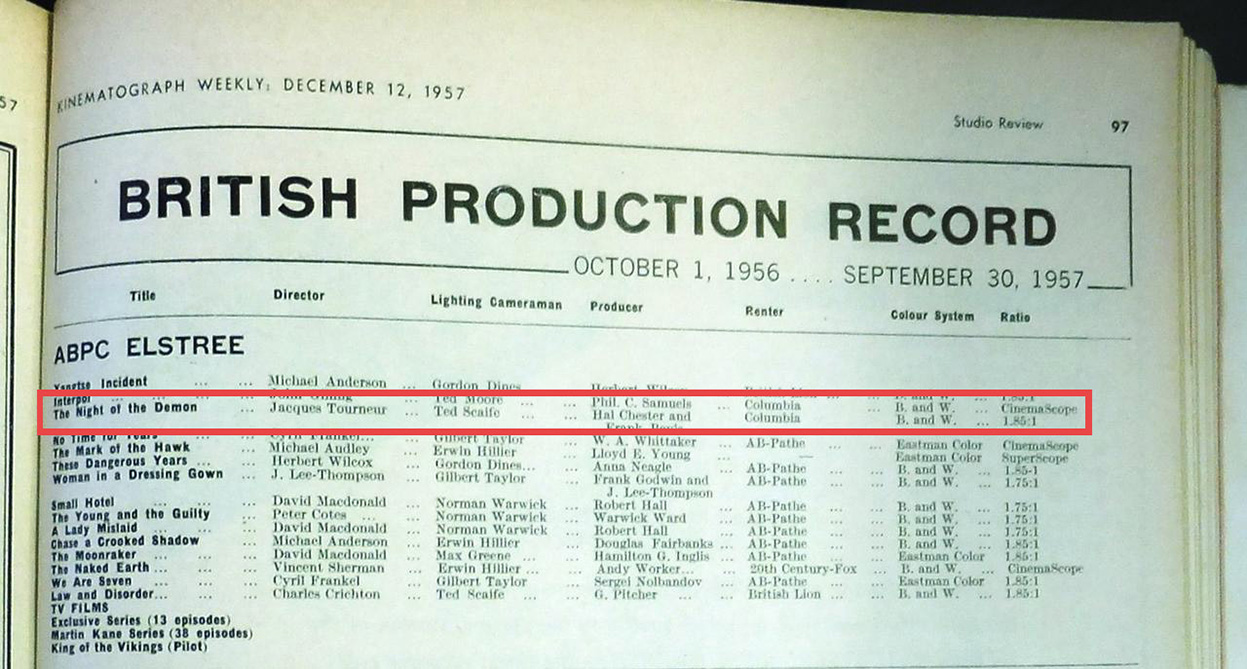 57
KINEMATOGRAPH WEEKLY, DECEMBER 12, 1957
Studio Review 97
BRITISH PRODUCTION RECORD
OCTOBER 1, 1956 .... SEPTEMBER 30, 1957
Title Director Lighting Cameraman Producer Renter Colour System Ratio
ABPC ELSTREE
Yangtse Incident ... ... Michael Anderson ... Gordon Dines
Interpol ... Ted Moore ... Phil. C. Samuels ... Columbia ... B. and W. ... CinemaScope
The Night of the Demon ... Jacques Tourneur ... Ted Scaife ... ... Hal Chester and Columbia ... B. and W. ... 1.85:1
Frank
No Time for Tears ... Cyril Frankel... ... Gilbert Taylor ... W. A. Whittaker ... AB-Pathe ... ... Eastman Color CinemaScope
The Mark of the Hawk ... Michael Audley ... Erwin Hillier ... Lloyd E. Young — Eastman Color SuperScope
These Dangerous Years ... ... Herbert Wilcox ... Gordon Dines... ... Anna Neagle ... AB-Pathe ... ... B. and W. ... 1.85-1
Woman in a Dressing Gown ... J. Lee-Thompson ... Gilbert Taylor ... Frank Godwin and AB-Pathe ... ... B. and W. ... 1.75:1
J. Lee-Thompson
Small Hotel ... ... David Macdonald ... Norman Warwick ... Robert Hall ... AB-Pathe ... ... B. and W. ... 1.75:1
The Young and the Guilty ... Peter Cotes ... ... Norman Warwick ... Warwick Ward ... AB-Pathe ... ... B. and W. ... 1.75:1
A Lady Mislaid ... ... David Macdonald ... Norman Warwick ... Robert Hall ... AB-Pathe ... ... B. and W. ... 1.75:1
Chase a Crooked Shadow ... Michael Anderson ... Erwin Hillier ... Douglas Fairbanks ... AB-Pathe ... ... B. and W. ... 1.85:1
The Moonraker ... ... David Macdonald ... Max Greene ... ... Hamilton G. Inglis ... AB-Pathe ... ... Eastman Color 1.85:1
The Naked Earth ... ... Vincent Sherman ... Erwin Hillier ... ... Andy Worker... ... 20th Century-Fox ... B. and W. ... CinemaScope
We Are Seven ... ... Cyril Frankel ... Gilbert Taylor ... Sergei Nolbandov ... AB-Pathe ... ... Eastman Color 1.85:1
Law and Disorder... ... Charles Crichton ... Ted Scaife ... ... G. Pitcher ... British Lion ... ... B. and W. ... 1.85:1
TV FILMS
Exclusive Series (13 episodes)
Martin Kane Series (38 episodes)
King of the Vikings (Pilot)